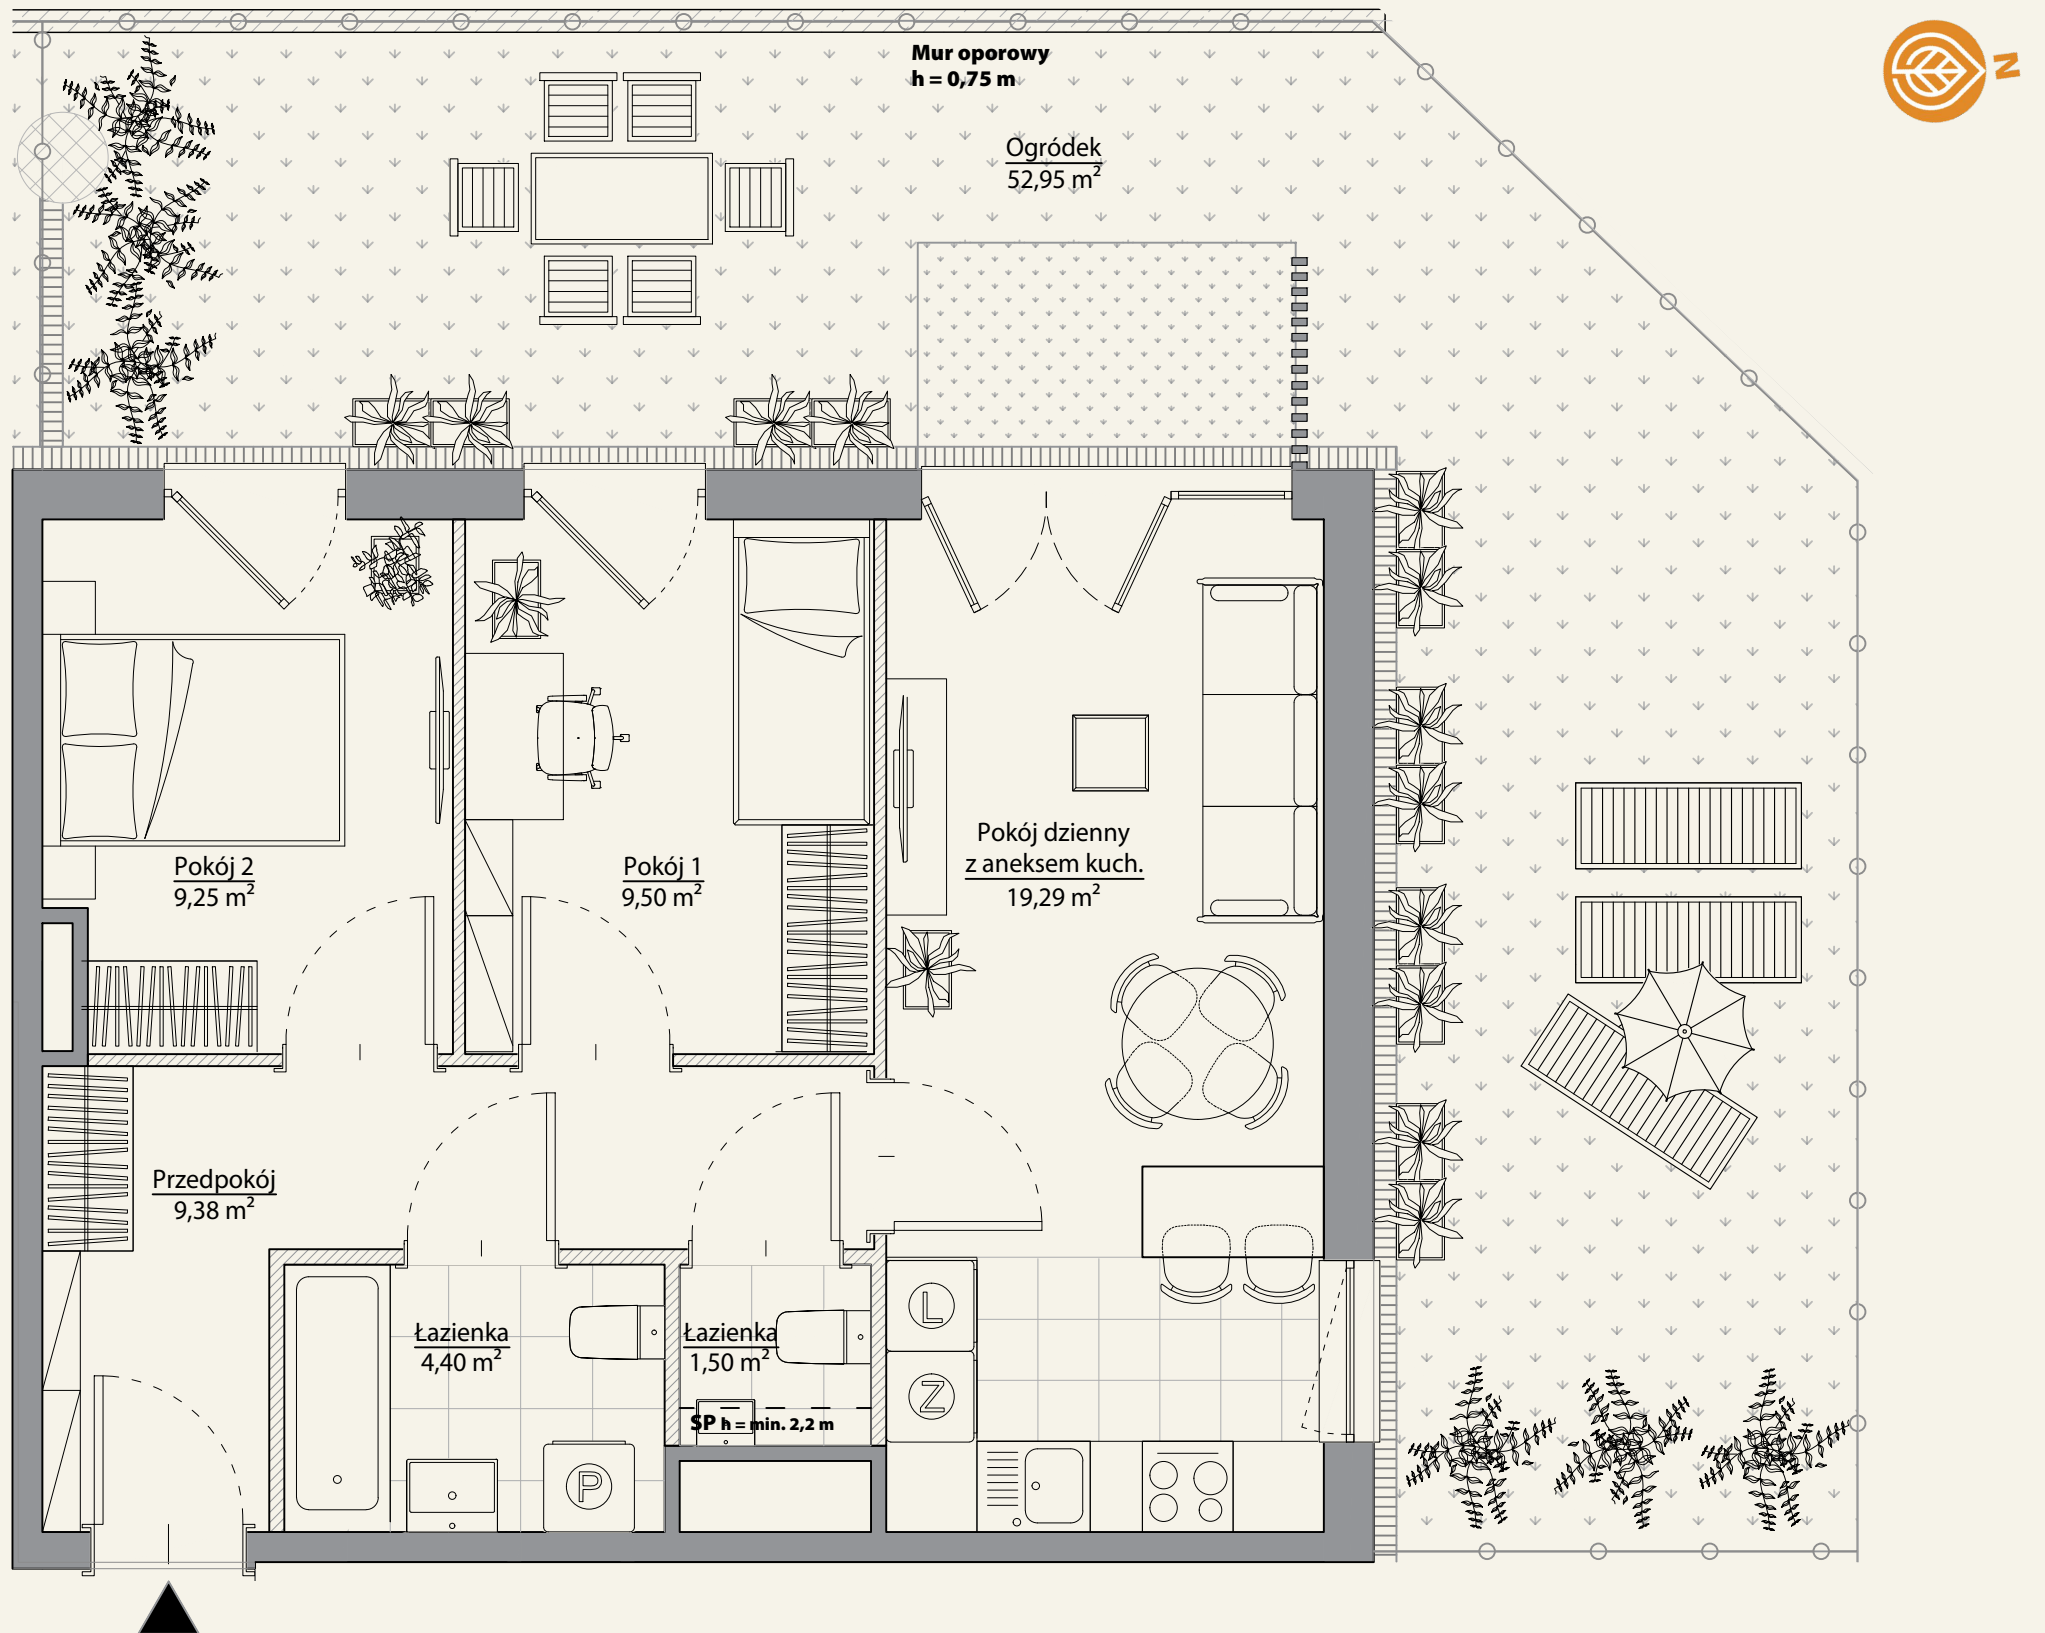 Mur oporowy
h = 0,75 m
N
Ogródek
52,95 m²
Pokój 2
9,25 m²
Pokój 1
9,50 m²
Pokój dzienny
z aneksem kuch.
19,29 m²
Przedpokój
9,38 m²
Łazienka
4,40 m²
Łazienka
1,50 m²
SP h = min. 2,2 m
L
Z
P